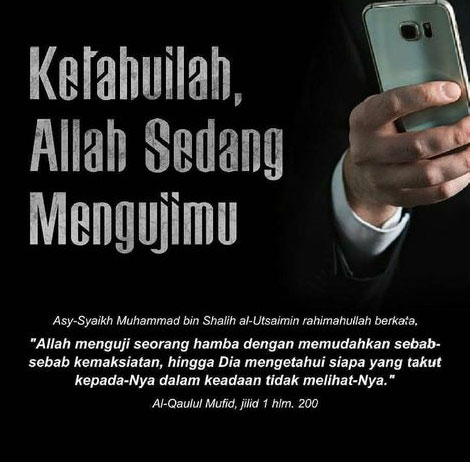 Ketahuilah,
Allah Sedang
Mengujimu
Asy-Syaikh Muhammad bin Shalih al-Utsaimin rahimahullah berkata,
"Allah menguji seorang hamba dengan memudahkan sebab-
sebab kemaksiatan, hingga Dia mengetahui siapa yang takut
kepada-Nya dalam keadaan tidak melihat-Nya."
Al-Qaulul Mufid, jilid 1 hlm. 200